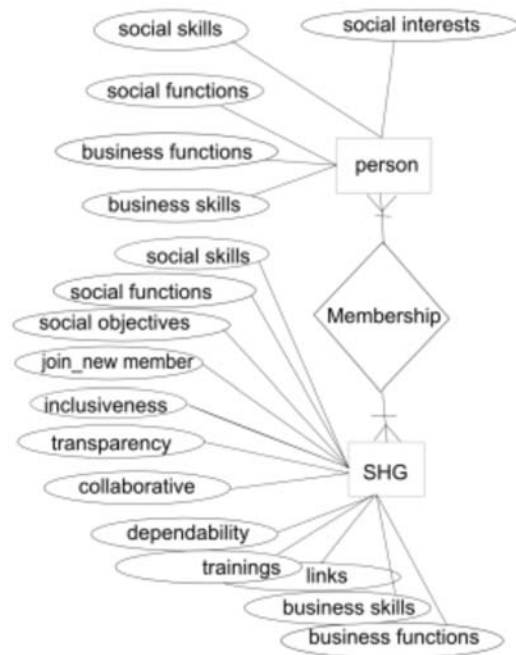 social skills
social interests
social functions
business functions
person
business skills
social skills
social functions
Membership
social objectives
join_new member
inclusiveness
transparency
SHG
collaborative
dependability
trainings
links
business skills
business functions